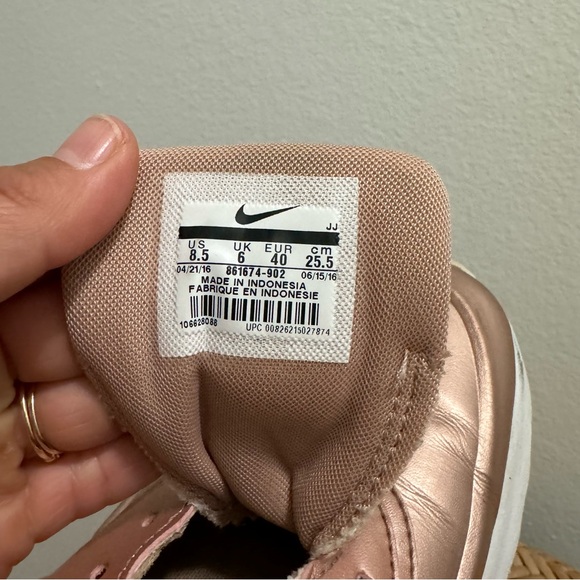 JJ
US UK EUR cm
8.5 6 40 25.5
04/21/16 861674-902 06/15/16
MADE IN INDONESIA
FABRIQUE EN INDONESIE
106628088 UPC 00826215027874